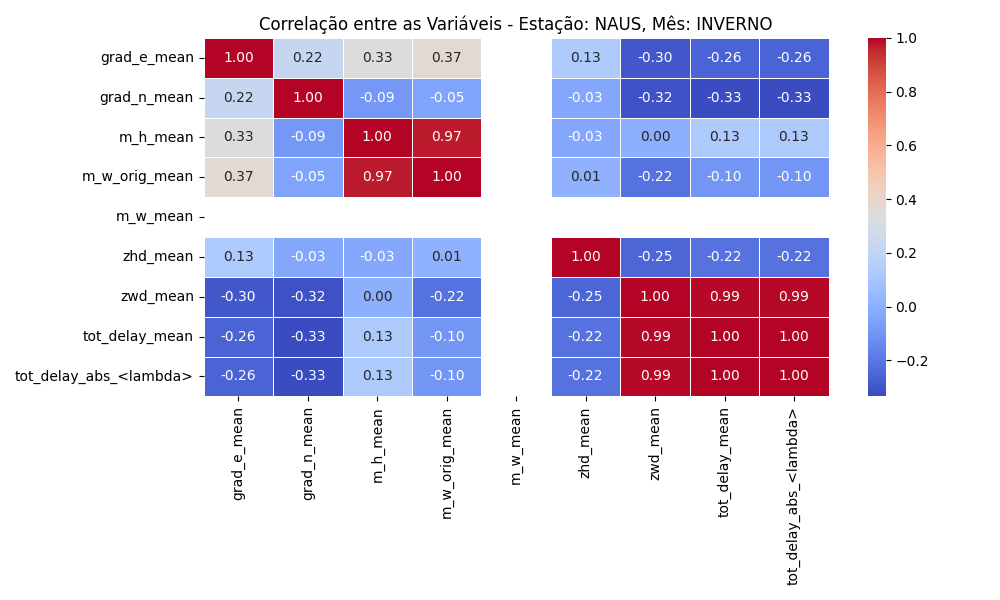 Correlação entre as Variáveis - Estação: NAUS, Mês: INVERNO
grad_e_mean 1.00 0.22 0.33 0.37 0.13 -0.30 -0.26 -0.26
grad_n_mean 0.22 1.00 -0.09 -0.05 -0.03 -0.32 -0.33 -0.33
m_h_mean 0.33 -0.09 1.00 0.97 -0.03 0.00 0.13 0.13
m_w_orig_mean 0.37 -0.05 0.97 1.00 0.01 -0.22 -0.10 -0.10
m_w_mean
zhd_mean 0.13 -0.03 -0.03 0.01 1.00 -0.25 -0.22 -0.22
zwd_mean -0.30 -0.32 0.00 -0.22 -0.25 1.00 0.99 0.99
tot_delay_mean -0.26 -0.33 0.13 -0.10 -0.22 0.99 1.00 1.00
tot_delay_abs_<lambda> -0.26 -0.33 0.13 -0.10 -0.22 0.99 1.00 1.00
grad_e_mean
grad_n_mean
m_h_mean
m_w_orig_mean
m_w_mean
zhd_mean
zwd_mean
tot_delay_mean
tot_delay_abs_<lambda>
1.0
0.8
0.6
0.4
0.2
0.0
−0.2